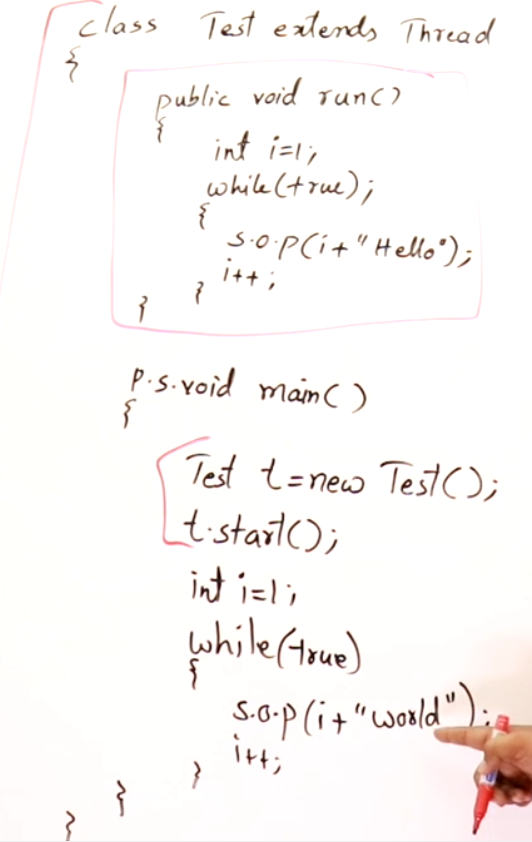 class Test extends Thread
{
public void run()
{
int i=1;
while(true);
{
s.o.p(i+"Hello");
i++;
}
}
p.s.void main()
{
Test t=new Test();
t.start();
int i=1;
while(true)
{
s.o.p(i+"world");
i++;
}
}
}